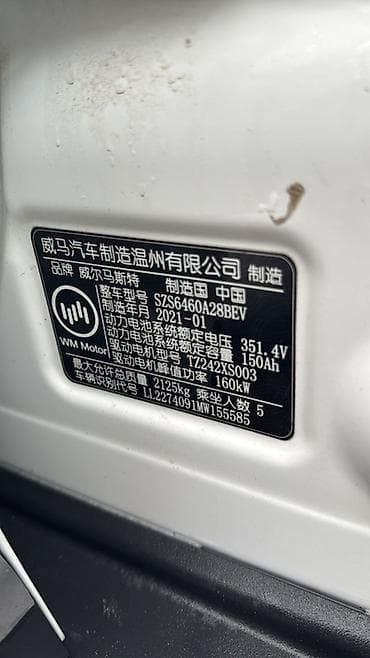 威马汽车制造温州有限公司 制造
品牌 威尔马斯特 制造国 中国
整车型号 SZS6460A28BEV
制造年月 2021-01
动力电池系统额定电压 351.4V
动力电池系统额定容量 150Ah
驱动电机型号 TZ242XS003
驱动电机峰值功率 160kW
WM Motor
最大允许总质量 2125kg 乘坐人数 5
车辆识别代号 LL2274091MW155585